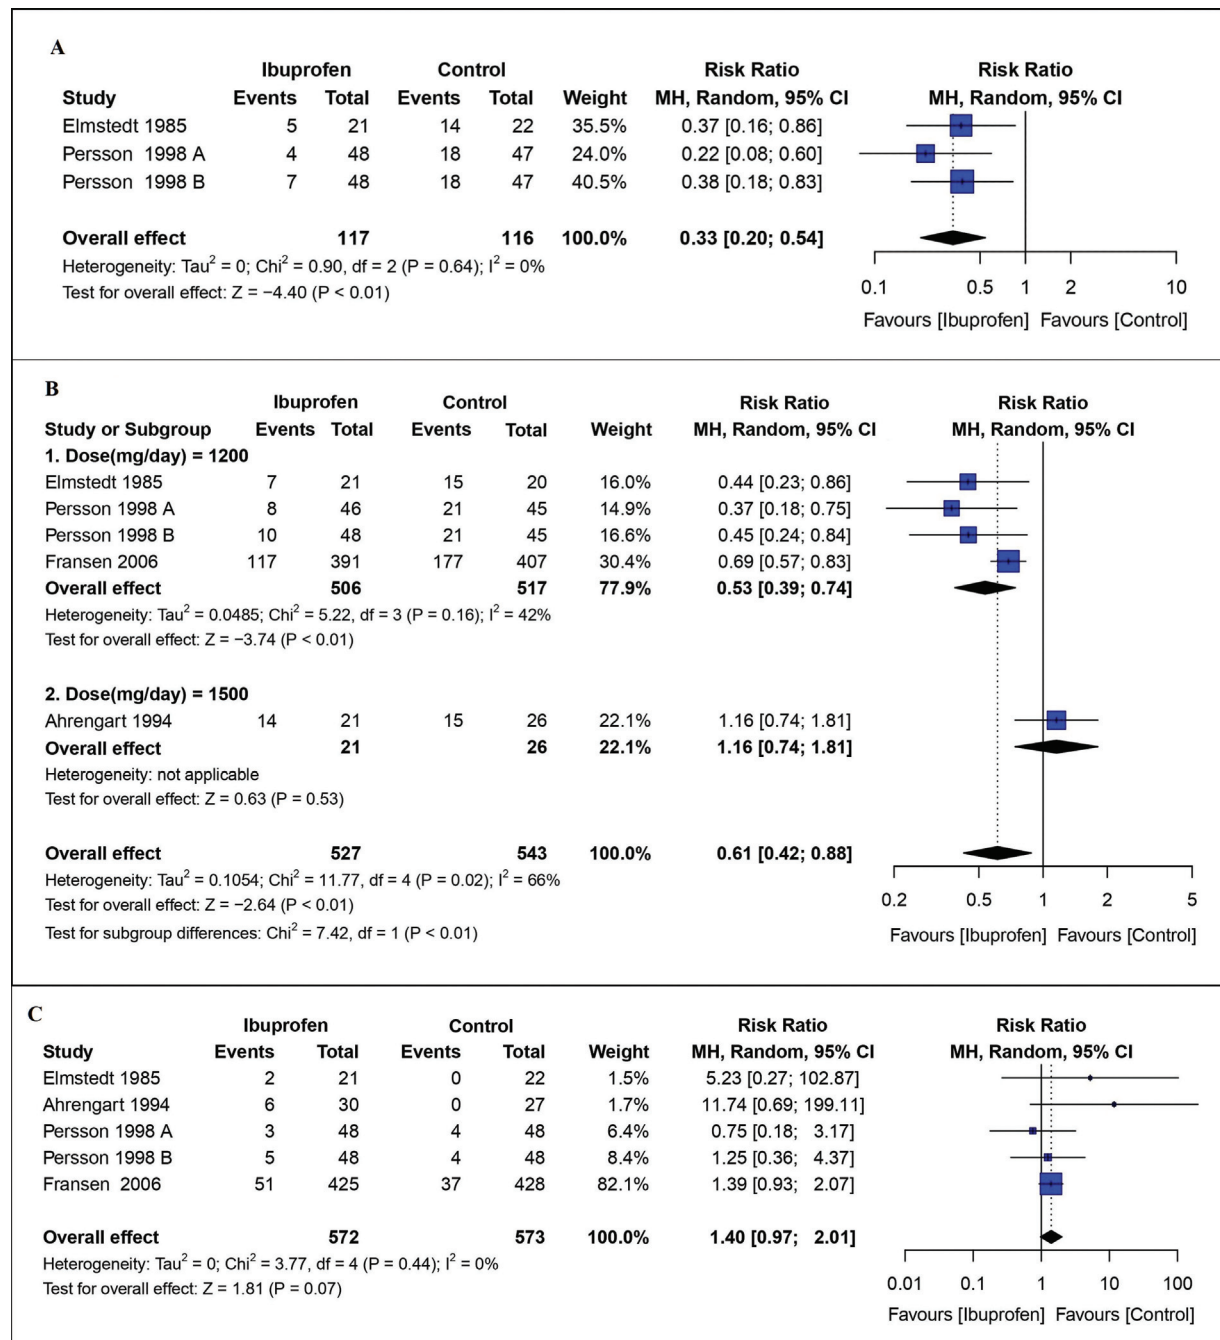 A
Ibuprofen Control Risk Ratio Risk Ratio
Study Events Total Events Total Weight MH, Random, 95% CI MH, Random, 95% CI
Elmstedt 1985 5 21 14 22 35.5% 0.37 [0.16; 0.86]
Persson 1998 A 4 48 18 47 24.0% 0.22 [0.08; 0.60]
Persson 1998 B 7 48 18 47 40.5% 0.38 [0.18; 0.83]
Overall effect 117 116 100.0% 0.33 [0.20; 0.54]
Heterogeneity: Tau² = 0; Chi² = 0.90, df = 2 (P = 0.64); I² = 0%
Test for overall effect: Z = −4.40 (P < 0.01)
0.1 0.5 1 2 10
Favours [Ibuprofen] Favours [Control]
B
Ibuprofen Control Risk Ratio Risk Ratio
Study or Subgroup Events Total Events Total Weight MH, Random, 95% CI MH, Random, 95% CI
1. Dose(mg/day) = 1200
Elmstedt 1985 7 21 15 20 16.0% 0.44 [0.23; 0.86]
Persson 1998 A 8 46 21 45 14.9% 0.37 [0.18; 0.75]
Persson 1998 B 10 48 21 45 16.6% 0.45 [0.24; 0.84]
Fransen 2006 117 391 177 407 30.4% 0.69 [0.57; 0.83]
Overall effect 506 517 77.9% 0.53 [0.39; 0.74]
Heterogeneity: Tau² = 0.0485; Chi² = 5.22, df = 3 (P = 0.16); I² = 42%
Test for overall effect: Z = −3.74 (P < 0.01)
2. Dose(mg/day) = 1500
Ahrengart 1994 14 21 15 26 22.1% 1.16 [0.74; 1.81]
Overall effect 21 26 22.1% 1.16 [0.74; 1.81]
Heterogeneity: not applicable
Test for overall effect: Z = 0.63 (P = 0.53)
Overall effect 527 543 100.0% 0.61 [0.42; 0.88]
Heterogeneity: Tau² = 0.1054; Chi² = 11.77, df = 4 (P = 0.02); I² = 66%
Test for overall effect: Z = −2.64 (P < 0.01)
Test for subgroup differences: Chi² = 7.42, df = 1 (P < 0.01)
0.2 0.5 1 2 5
Favours [Ibuprofen] Favours [Control]
C
Ibuprofen Control Risk Ratio Risk Ratio
Study Events Total Events Total Weight MH, Random, 95% CI MH, Random, 95% CI
Elmstedt 1985 2 21 0 22 1.5% 5.23 [0.27; 102.87]
Ahrengart 1994 6 30 0 27 1.7% 11.74 [0.69; 199.11]
Persson 1998 A 3 48 4 48 6.4% 0.75 [0.18; 3.17]
Persson 1998 B 5 48 4 48 8.4% 1.25 [0.36; 4.37]
Fransen 2006 51 425 37 428 82.1% 1.39 [0.93; 2.07]
Overall effect 572 573 100.0% 1.40 [0.97; 2.01]
Heterogeneity: Tau² = 0; Chi² = 3.77, df = 4 (P = 0.44); I² = 0%
Test for overall effect: Z = 1.81 (P = 0.07)
0.01 0.1 1 10 100
Favours [Ibuprofen] Favours [Control]